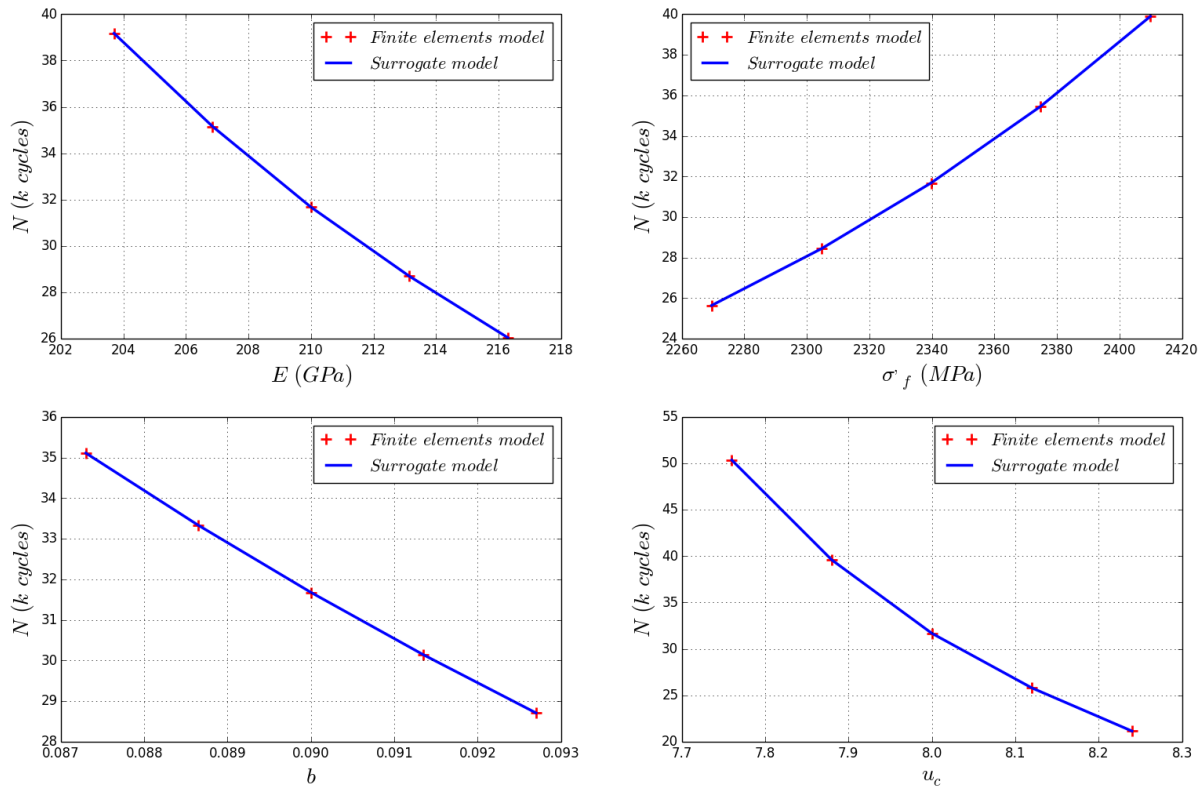 40
38
36
34
32
30
28
26
N (k cycles)
Finite elements model
Surrogate model
202 204 206 208 210 212 214 216 218
E (GPa)
40
38
36
34
32
30
28
26
24
N (k cycles)
Finite elements model
Surrogate model
2260 2280 2300 2320 2340 2360 2380 2400 2420
σ'f (MPa)
36
35
34
33
32
31
30
29
28
N (k cycles)
Finite elements model
Surrogate model
0.087 0.088 0.089 0.090 0.091 0.092 0.093
b
55
50
45
40
35
30
25
20
N (k cycles)
Finite elements model
Surrogate model
7.7 7.8 7.9 8.0 8.1 8.2 8.3
u_c